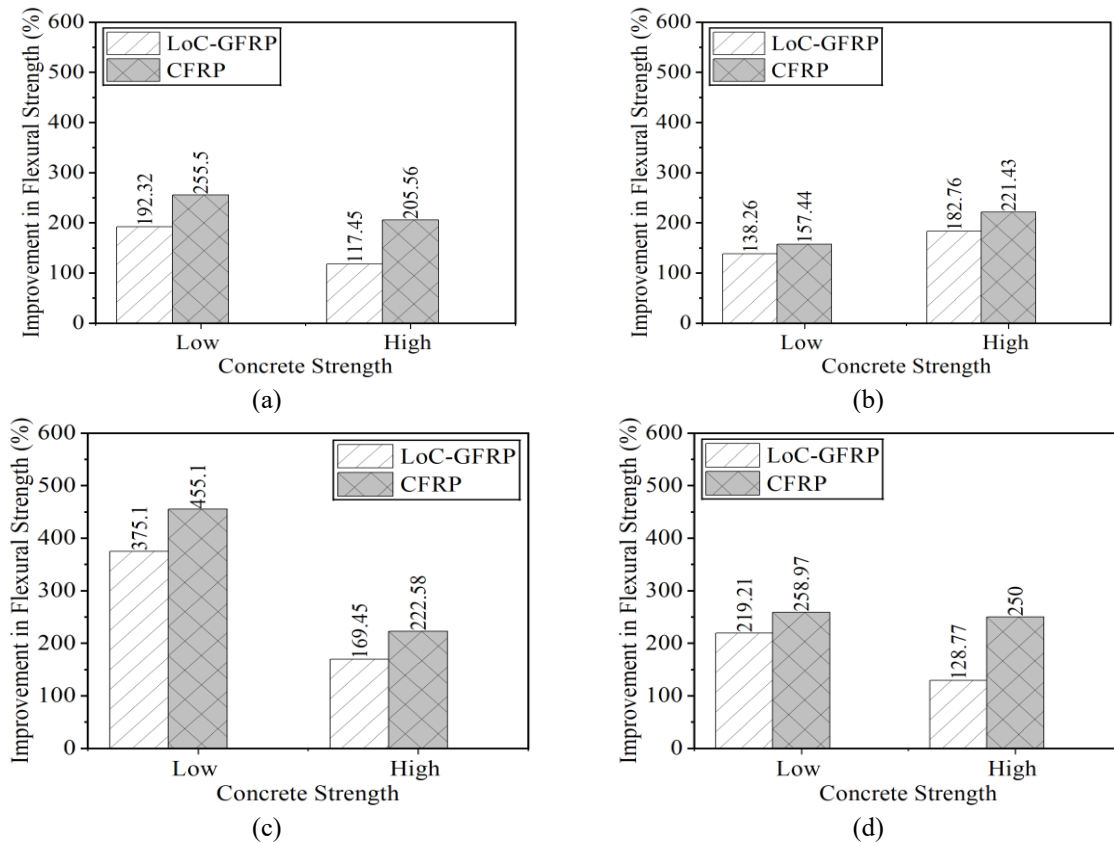 Improvement in Flexural Strength (%)
600
500
400
300
200
100
0
LoC-GFRP
CFRP
192.32
255.5
117.45
205.56
Low
High
Concrete Strength
(a)
Improvement in Flexural Strength (%)
600
500
400
300
200
100
0
LoC-GFRP
CFRP
138.26
157.44
182.76
221.43
Low
High
Concrete Strength
(b)
Improvement in Flexural Strength (%)
600
500
400
300
200
100
0
LoC-GFRP
CFRP
375.1
455.1
169.45
222.58
Low
High
Concrete Strength
(c)
Improvement in Flexural Strength (%)
600
500
400
300
200
100
0
LoC-GFRP
CFRP
219.21
258.97
128.77
250
Low
High
Concrete Strength
(d)